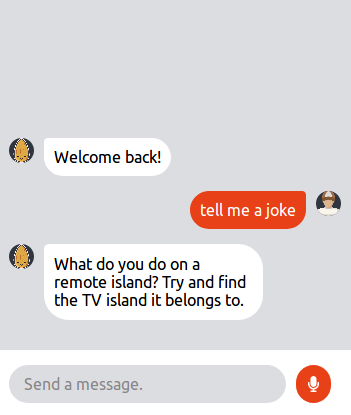 Welcome back!
tell me a joke
What do you do on a
remote island? Try and find
the TV island it belongs to.
Send a message.